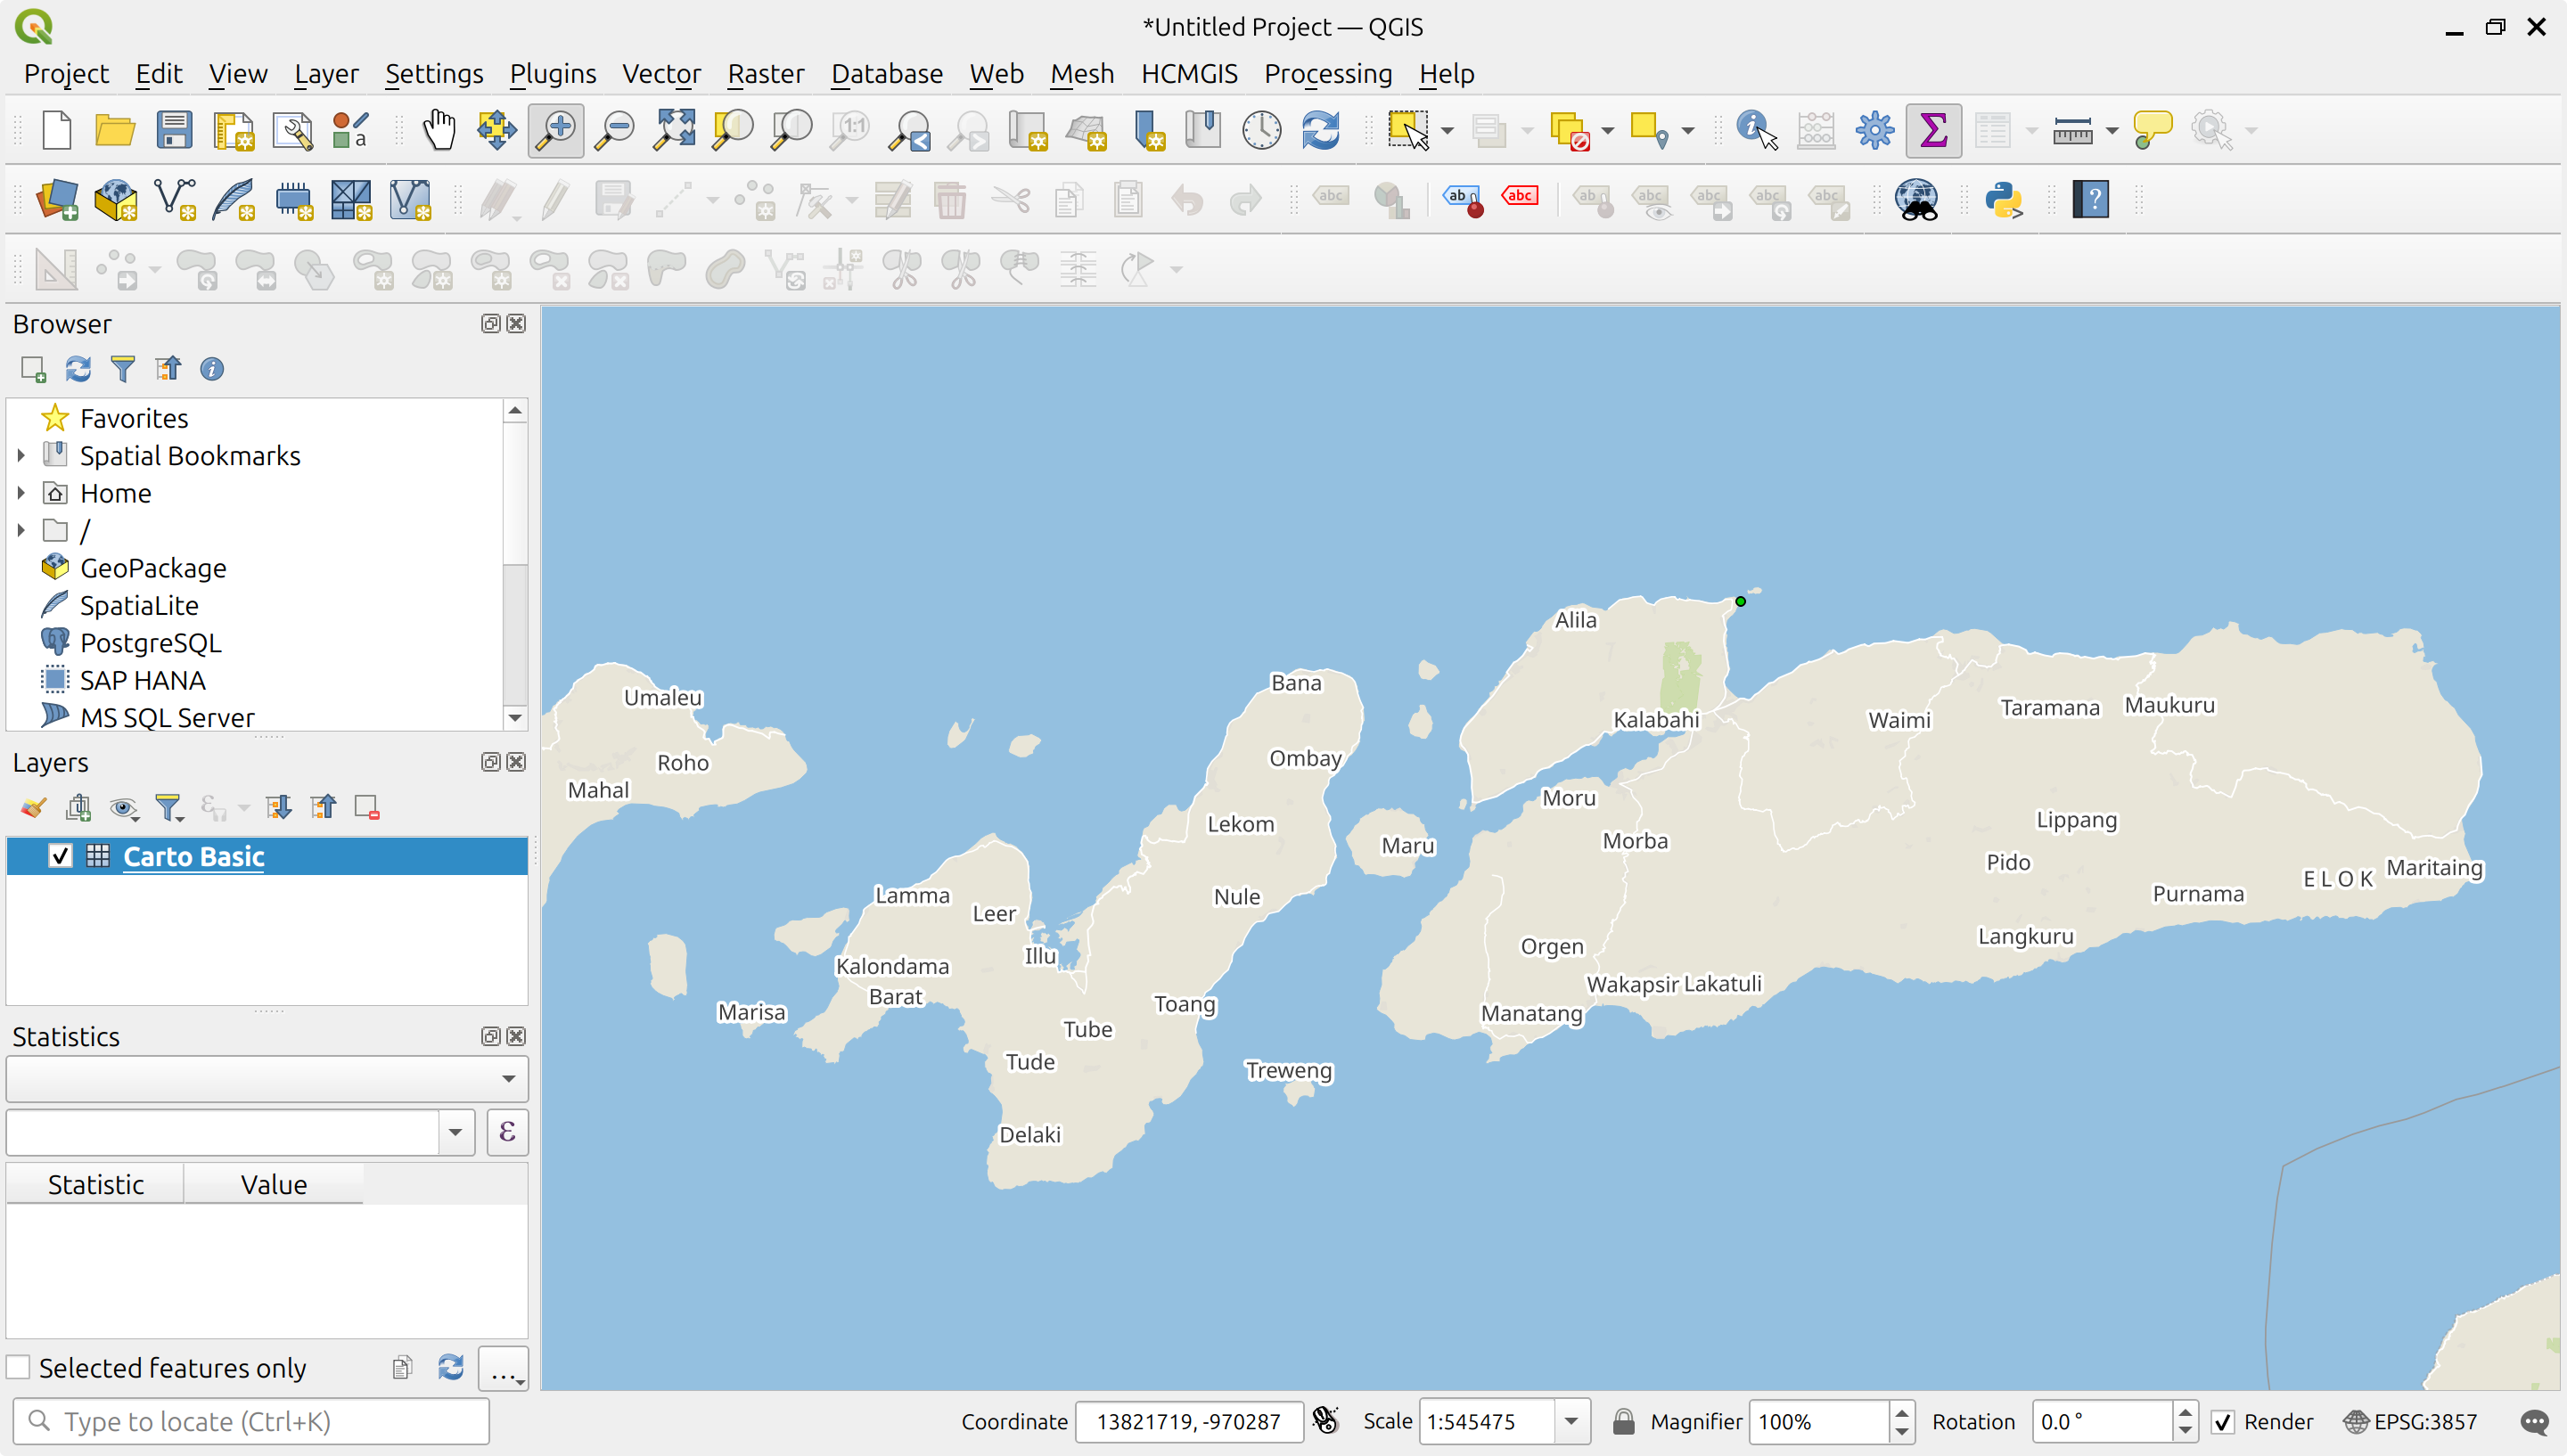 *Untitled Project — QGIS
Project Edit View Layer Settings Plugins Vector Raster Database Web Mesh HCMGIS Processing Help
Browser
Favorites
Spatial Bookmarks
Home
/
GeoPackage
SpatiaLite
PostgreSQL
SAP HANA
MS SQL Server
Layers
Carto Basic
Statistics
Statistic Value
Selected features only
Type to locate (Ctrl+K)
Alila
Bana
Umaleu
Kalabahi
Waimi
Taramana
Maukuru
Roho
Ombay
Mahal
Moru
Lekom
Maru
Morba
Lippang
Pido
ELOK
Maritaing
Lamma
Leer
Nule
Purnama
Illu
Orgen
Langkuru
Kalondama
Barat
Wakapsir
Lakatuli
Marisa
Toang
Manatang
Tube
Tude
Treweng
Delaki
Coordinate 13821719, -970287 Scale 1:545475 Magnifier 100% Rotation 0.0 ° Render EPSG:3857